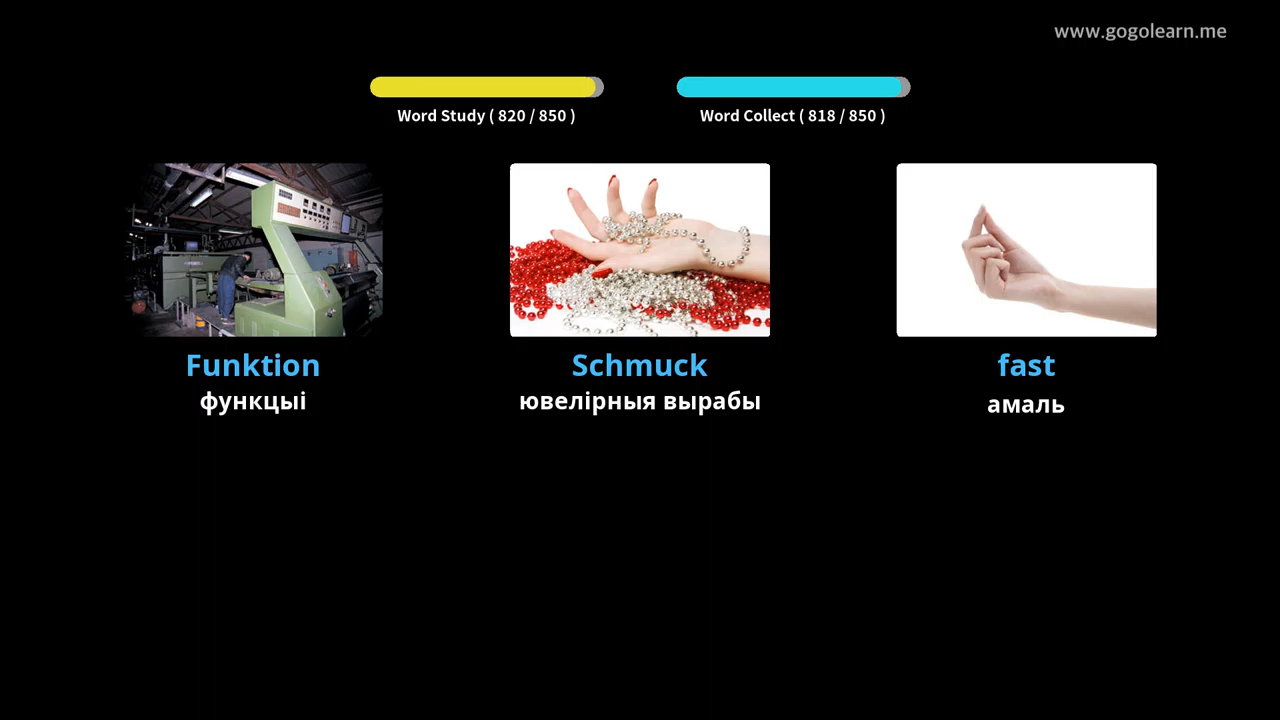 www.gogolearn.me
Word Study ( 820 / 850 )
Word Collect ( 818 / 850 )
Funktion
функцыі
Schmuck
ювелірныя вырабы
fast
амаль